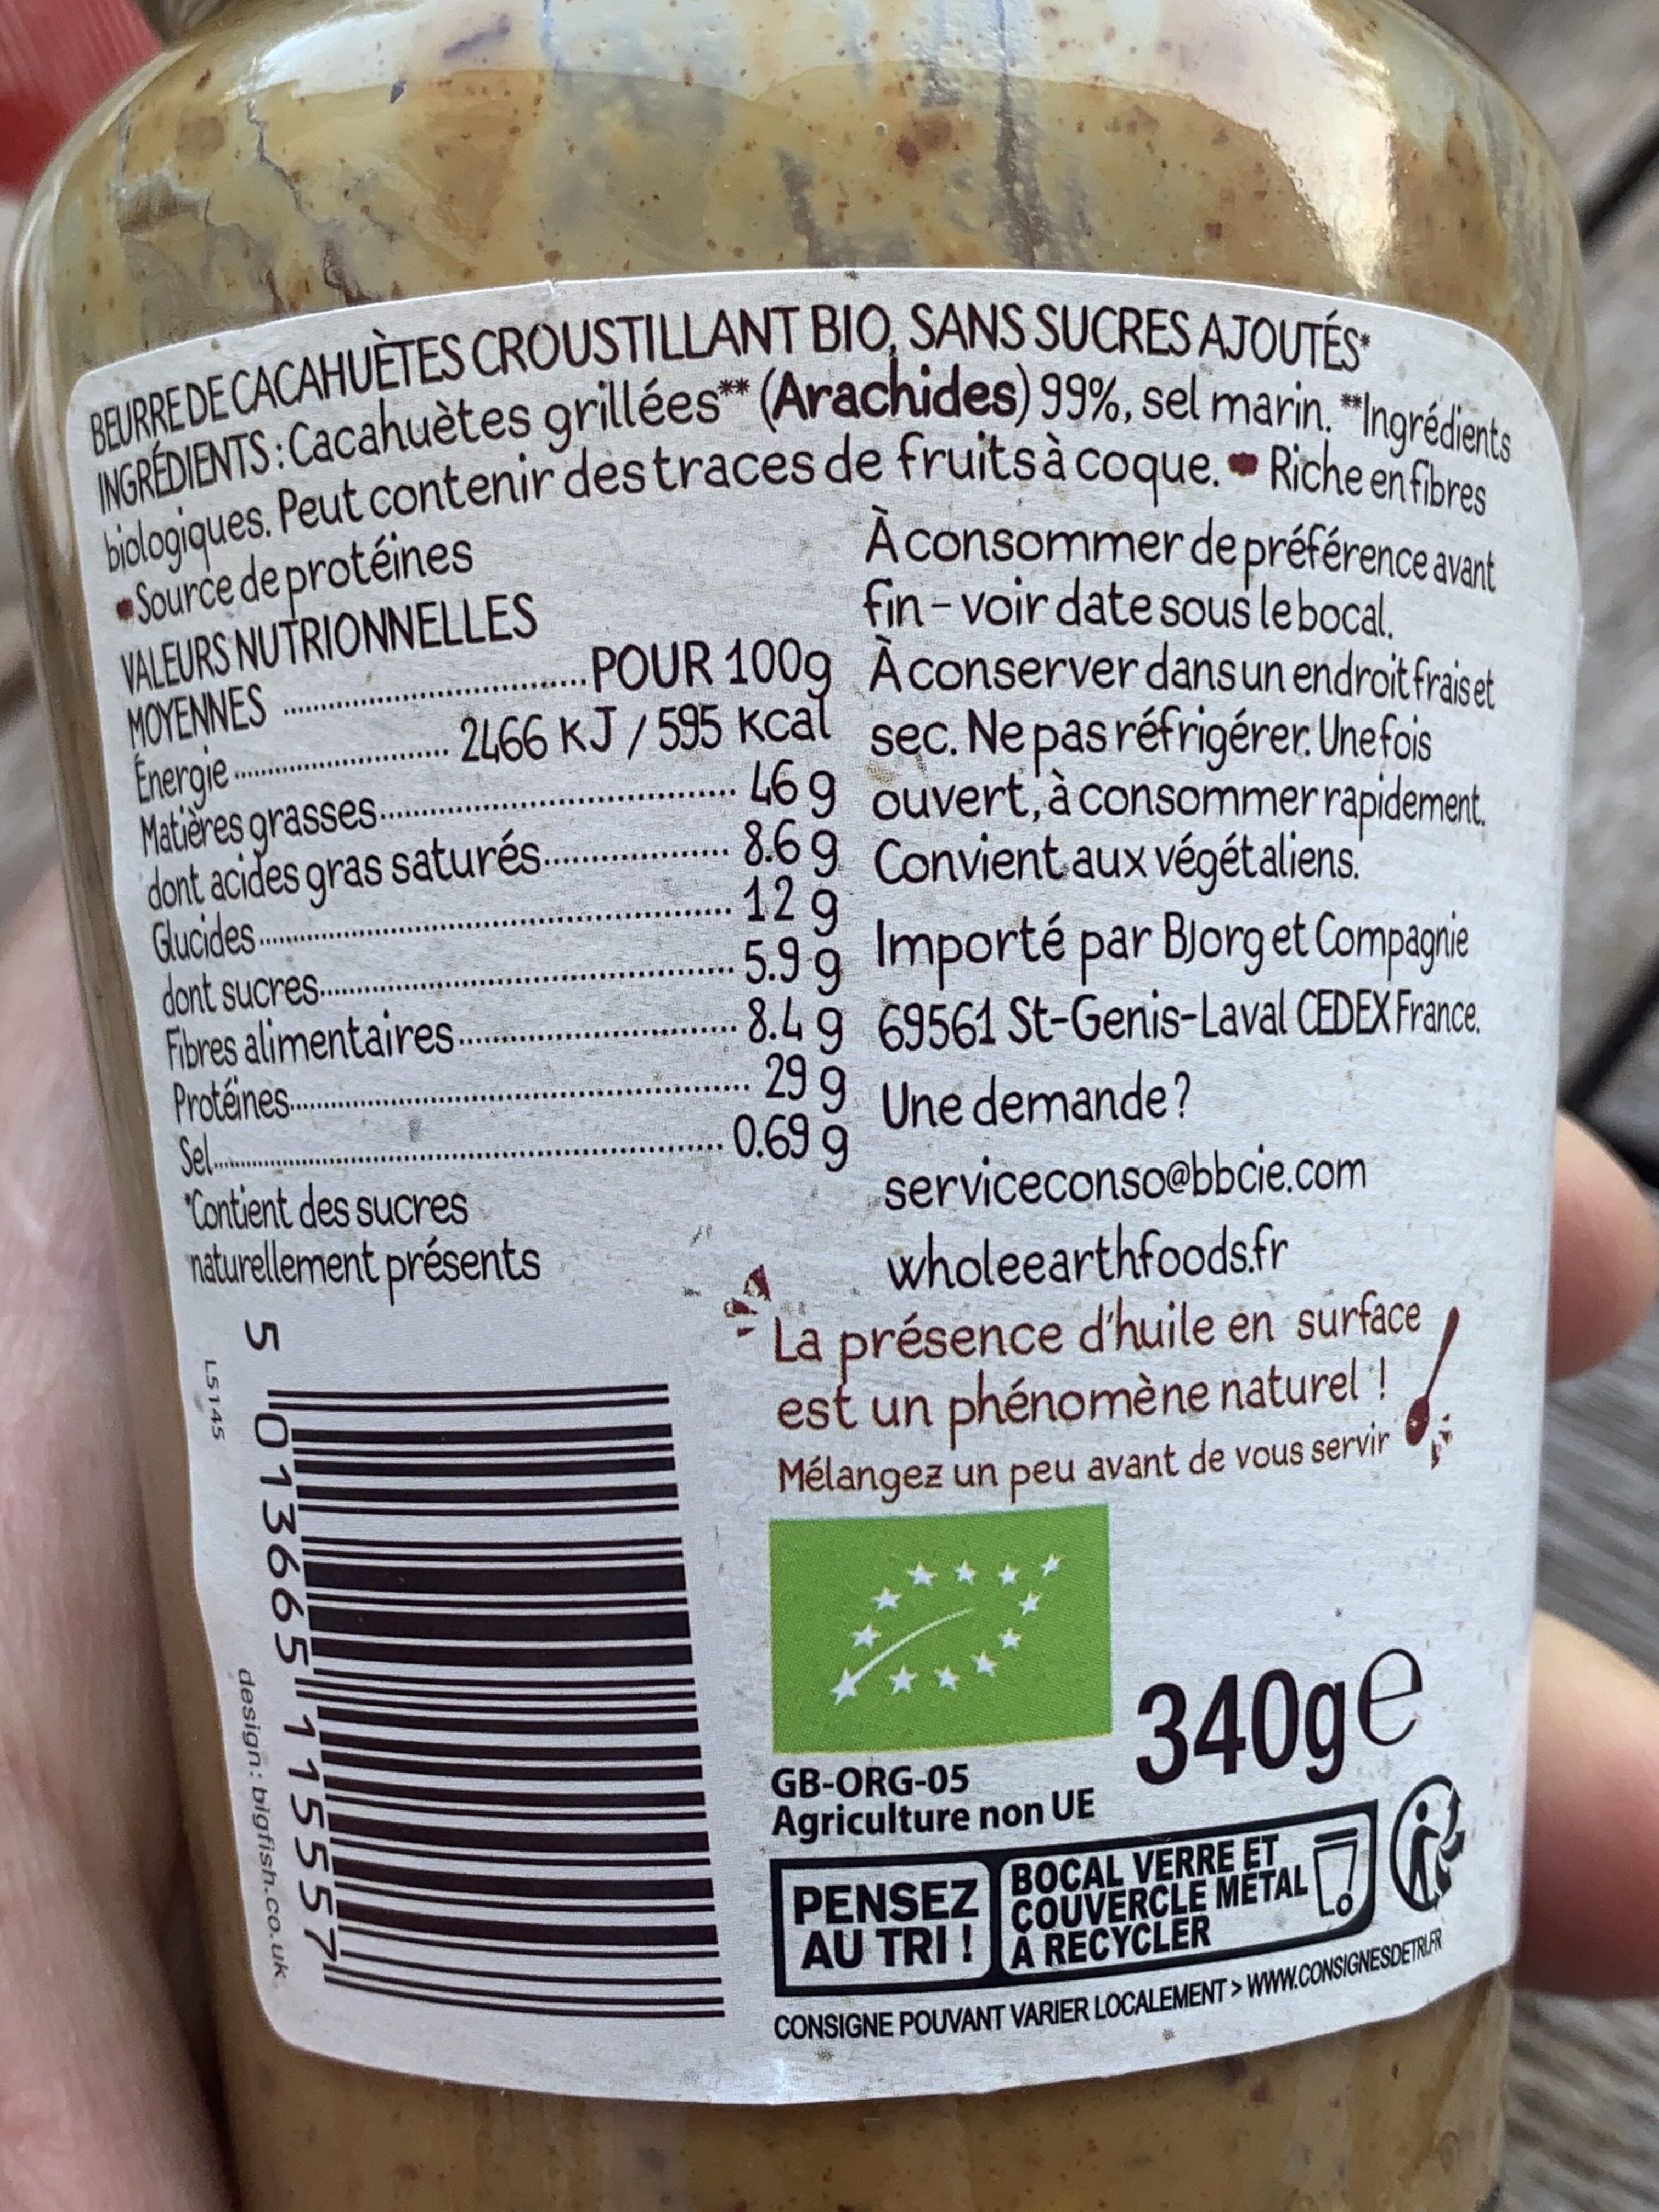 BEURRE DE CACAHUÈTES CROUSTILLANT BIO, SANS SUCRES AJOUTÉS*
INGRÉDIENTS : Cacahuètes grillées** (Arachides) 99%, sel marin. **Ingrédients
biologiques. Peut contenir des traces de fruits à coque. Riche en fibres
Source de protéines
VALEURS NUTRIONNELLES
MOYENNES ........ POUR 100g
Énergie ........ 2466 KJ / 595 kcal
Matières grasses ........ 46 g
dont acides gras saturés ........ 8.6 g
Glucides ........ 12 g
dont sucres ........ 5.9 g
Fibres alimentaires ........ 8.4 g
Protéines ........ 29 g
Sel ........ 0.69 g
*Contient des sucres
naturellement présents
À consommer de préférence avant
fin - voir date sous le bocal.
À conserver dans un endroit frais et
sec. Ne pas réfrigérer. Une fois
ouvert, à consommer rapidement.
Convient aux végétaliens.
Importé par Bjorg et Compagnie
69561 St-Genis-Laval CEDEX France.
Une demande ?
serviceconso@bbcie.com
wholeearthfoods.fr
La présence d'huile en surface
est un phénomène naturel !
Mélangez un peu avant de vous servir
L5145
5 013665 115557
design: bigfish.co.uk
GB-ORG-05
Agriculture non UE
340g e
PENSEZ
AU TRI !
BOCAL VERRE ET
COUVERCLE MÉTAL
À RECYCLER
CONSIGNE POUVANT VARIER LOCALEMENT > WWW.CONSIGNESDETRI.FR